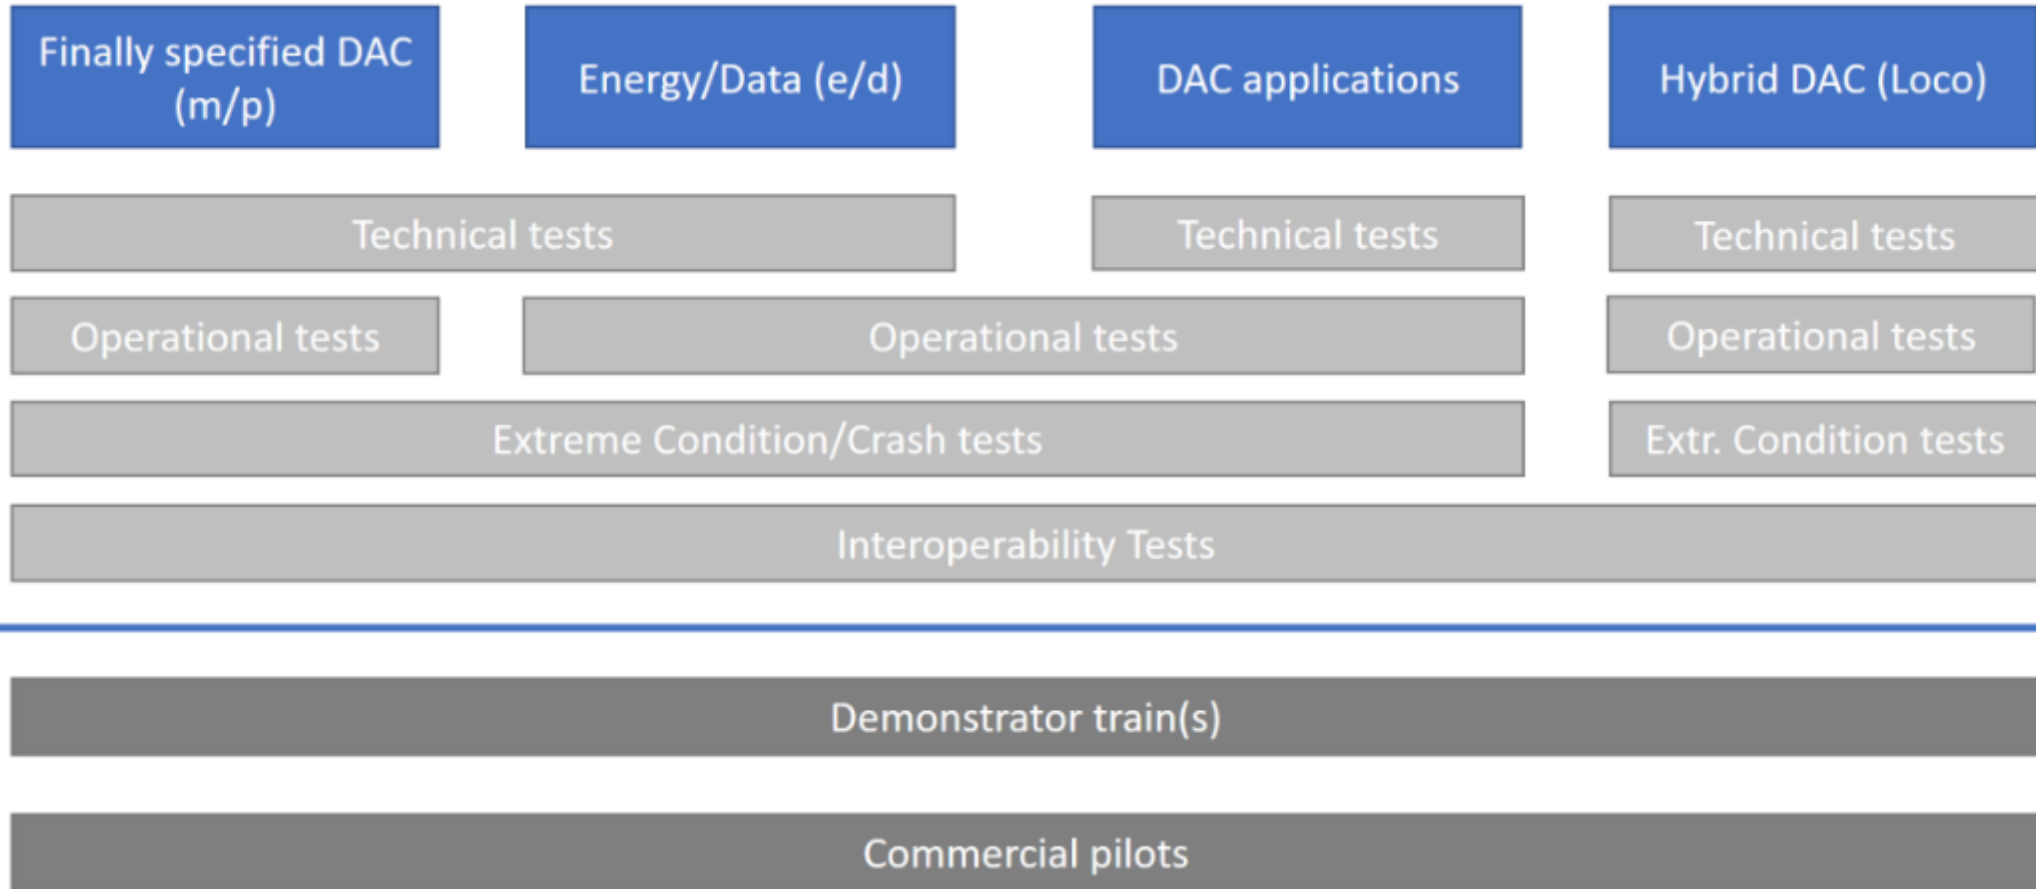 Finally specified DAC
(m/p)
Energy/Data (e/d)
DAC applications
Hybrid DAC (Loco)
Technical tests
Technical tests
Technical tests
Operational tests
Operational tests
Operational tests
Extreme Condition/Crash tests
Extr. Condition tests
Interoperability Tests
Demonstrator train(s)
Commercial pilots